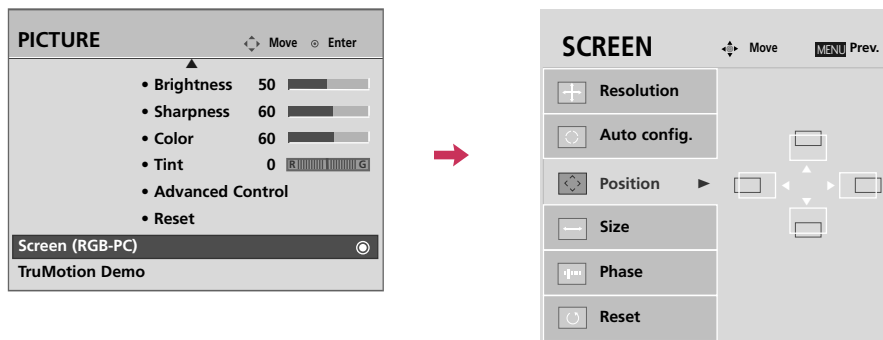 PICTURE
Move
Enter
• Brightness 50
• Sharpness 60
• Color 60
• Tint 0 R G
• Advanced Control
• Reset
Screen (RGB-PC)
TruMotion Demo
SCREEN
Move
MENU Prev.
Resolution
Auto config.
Position
Size
Phase
Reset